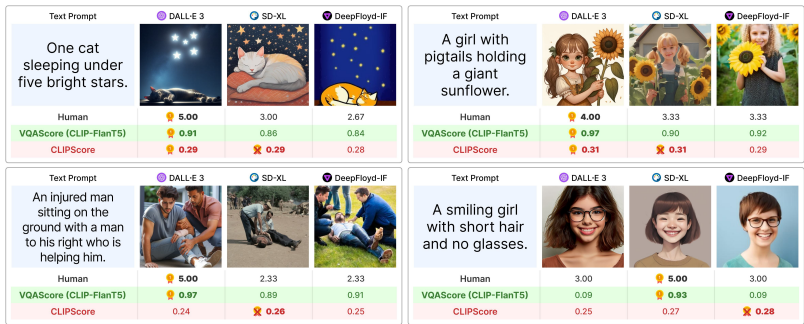 Text Prompt DALL-E 3 SD-XL DeepFloyd-IF
One cat
sleeping under
five bright stars.
Human 5.00 3.00 2.67
VQAScore (CLIP-FlanT5) 0.91 0.86 0.84
CLIPScore 0.29 0.29 0.28
Text Prompt DALL-E 3 SD-XL DeepFloyd-IF
A girl with
pigtails holding
a giant
sunflower.
Human 4.00 3.33 3.33
VQAScore (CLIP-FlanT5) 0.97 0.90 0.92
CLIPScore 0.31 0.31 0.29
Text Prompt DALL-E 3 SD-XL DeepFloyd-IF
An injured man
sitting on the
ground with a man
to his right who is
helping him.
Human 5.00 2.33 2.33
VQAScore (CLIP-FlanT5) 0.97 0.89 0.91
CLIPScore 0.24 0.26 0.25
Text Prompt DALL-E 3 SD-XL DeepFloyd-IF
A smiling girl
with short hair
and no glasses.
Human 3.00 5.00 3.00
VQAScore (CLIP-FlanT5) 0.09 0.93 0.09
CLIPScore 0.25 0.27 0.28